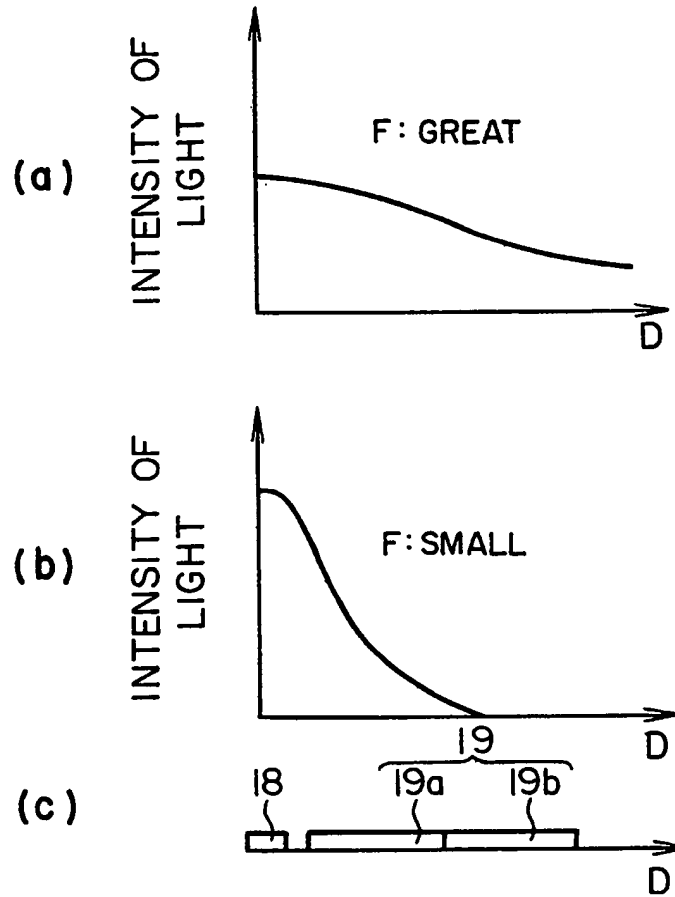 (a)
INTENSITY OF
LIGHT
F: GREAT
D
(b)
INTENSITY OF
LIGHT
F: SMALL
D
(c)
19
18
19a
19b
D